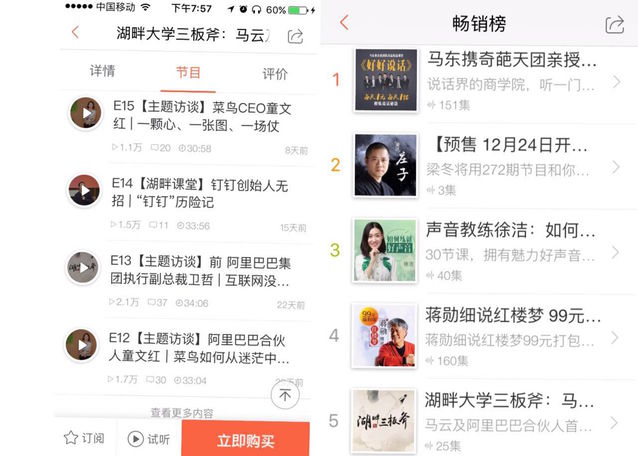 中国移动
下午7:57
60%
湖畔大学三板斧：马云及
详情
节目
评价
E15【主题访谈】菜鸟CEO童文
红 | 一颗心、一张图、一场仗
1.1万 20 30:58
8天前
E14【湖畔课堂】钉钉创始人无
招 | “钉钉”历险记
1.5万 11 33:56
15天前
E13【主题访谈】前 阿里巴巴集
团执行副总裁卫哲 | 互联网没…
2.1万 37 34:06
22天前
E12【主题访谈】阿里巴巴合伙
人童文红 | 菜鸟如何从迷茫中…
1.7万 30 33:04
查看更多内容
订阅
试听
立即购买
畅销榜
1
《好好说话》
马东携奇葩天团亲授…
说话界的商学院，听一门…
151集
2
庄子
【预售 12月24日开…
梁冬将用272期节目和你…
3集
3
如何练就
好声音
声音教练徐洁：如何…
30节课，拥有魅力好声音…
40集
4
蒋勋细说红楼梦 99元…
蒋勋细说红楼梦99元打包…
160集
5
湖畔三板斧
湖畔大学三板斧：马…
马云及阿里巴巴合伙人首…
25集